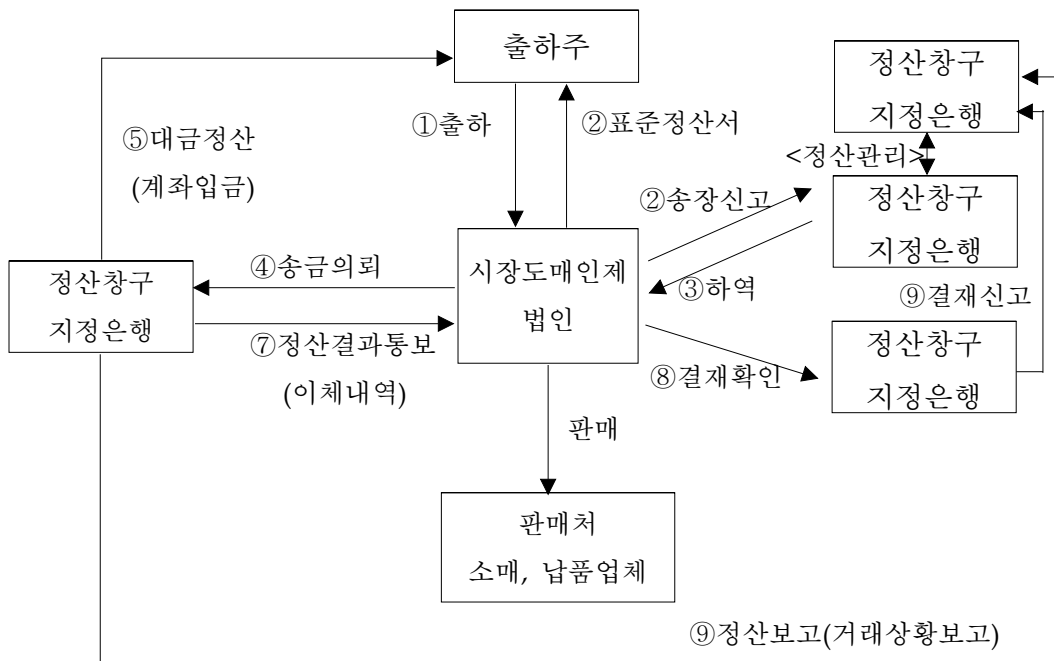 출하주
정산창구
지정은행
①출하
②표준정산서
⑤대금정산
(계좌입금)
<정산관리>
②송장신고
정산창구
지정은행
④송금의뢰
정산창구
지정은행
시장도매인제
법인
③하역
⑨결재신고
⑦정산결과통보
(이체내역)
⑧결재확인
정산창구
지정은행
판매
판매처
소매, 납품업체
⑨정산보고(거래상황보고)